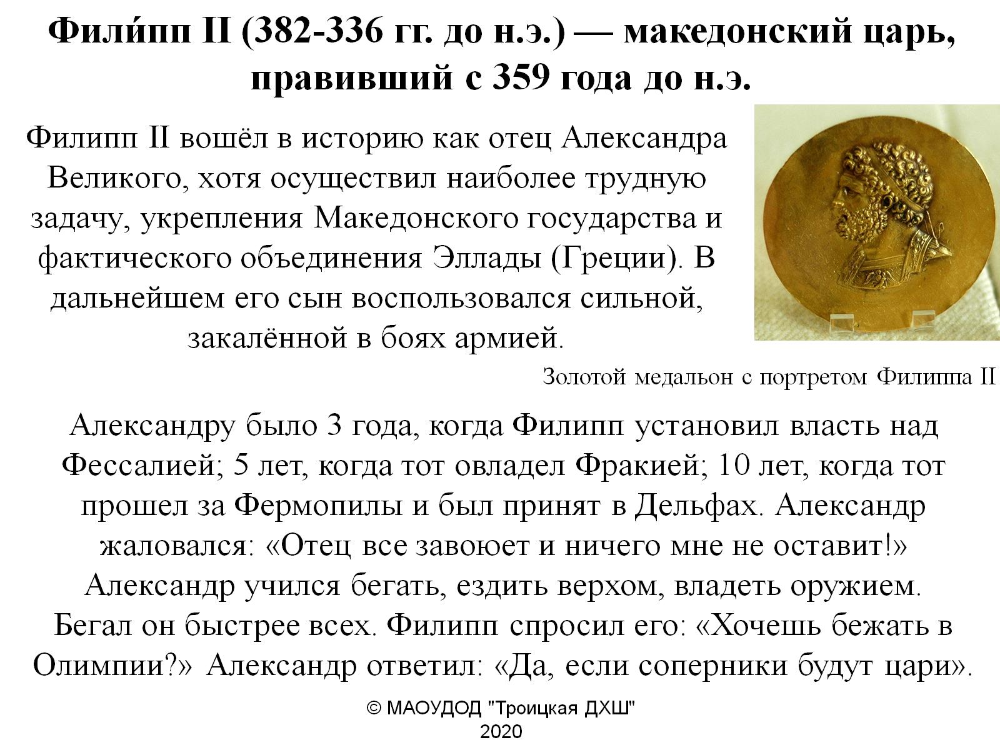 Фили́пп II (382-336 гг. до н.э.) — македонский царь,
правивший с 359 года до н.э.
Филипп II вошёл в историю как отец Александра
Великого, хотя осуществил наиболее трудную
задачу, укрепления Македонского государства и
фактического объединения Эллады (Греции). В
дальнейшем его сын воспользовался сильной,
закалённой в боях армией.
Золотой медальон с портретом Филиппа II
Александру было 3 года, когда Филипп установил власть над
Фессалией; 5 лет, когда тот овладел Фракией; 10 лет, когда тот
прошел за Фермопилы и был принят в Дельфах. Александр
жаловался: «Отец все завоюет и ничего мне не оставит!»
Александр учился бегать, ездить верхом, владеть оружием.
Бегал он быстрее всех. Филипп спросил его: «Хочешь бежать в
Олимпии?» Александр ответил: «Да, если соперники будут цари».
© МАОУДОД "Троицкая ДХШ"
2020